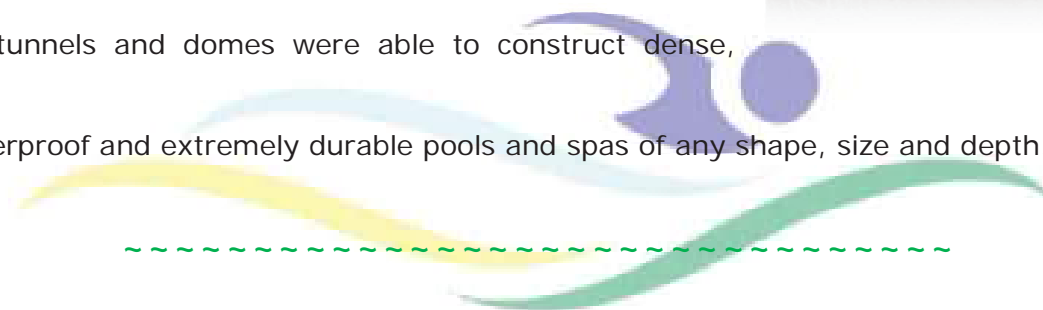 tunnels and domes were able to construct dense,
erproof and extremely durable pools and spas of any shape, size and depth
~ ~ ~ ~ ~ ~ ~ ~ ~ ~ ~ ~ ~ ~ ~ ~ ~ ~ ~ ~ ~ ~ ~ ~ ~ ~ ~ ~ ~ ~ ~ ~